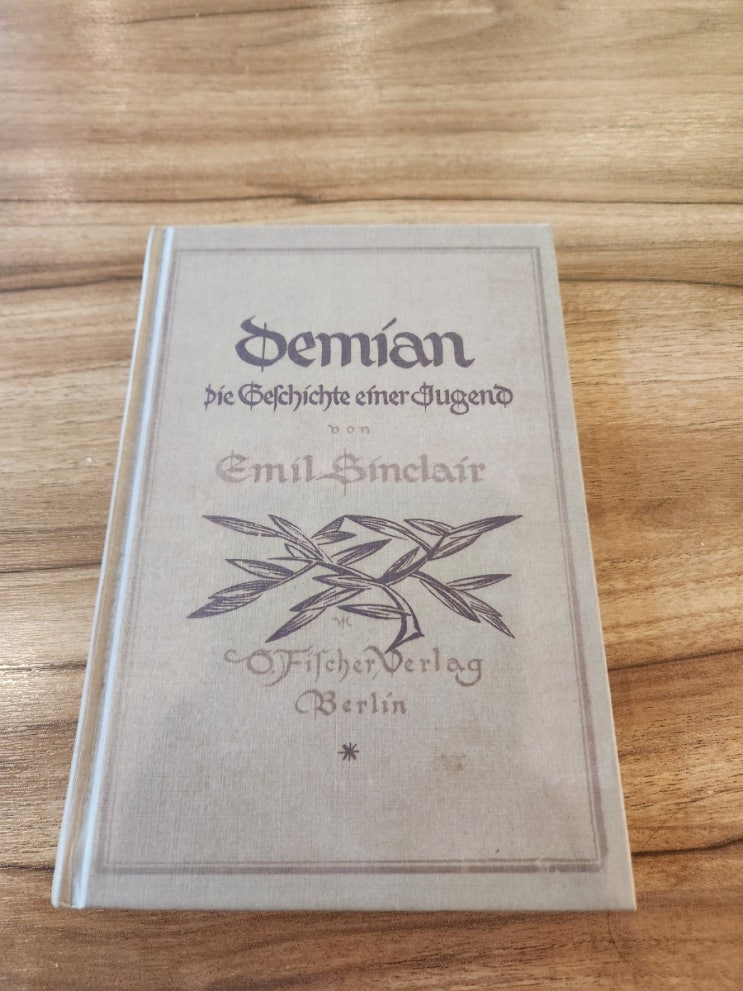 Demian
Die Geschichte einer Jugend
von
Emil Sinclair
S. Fischer, Verlag
Berlin
*